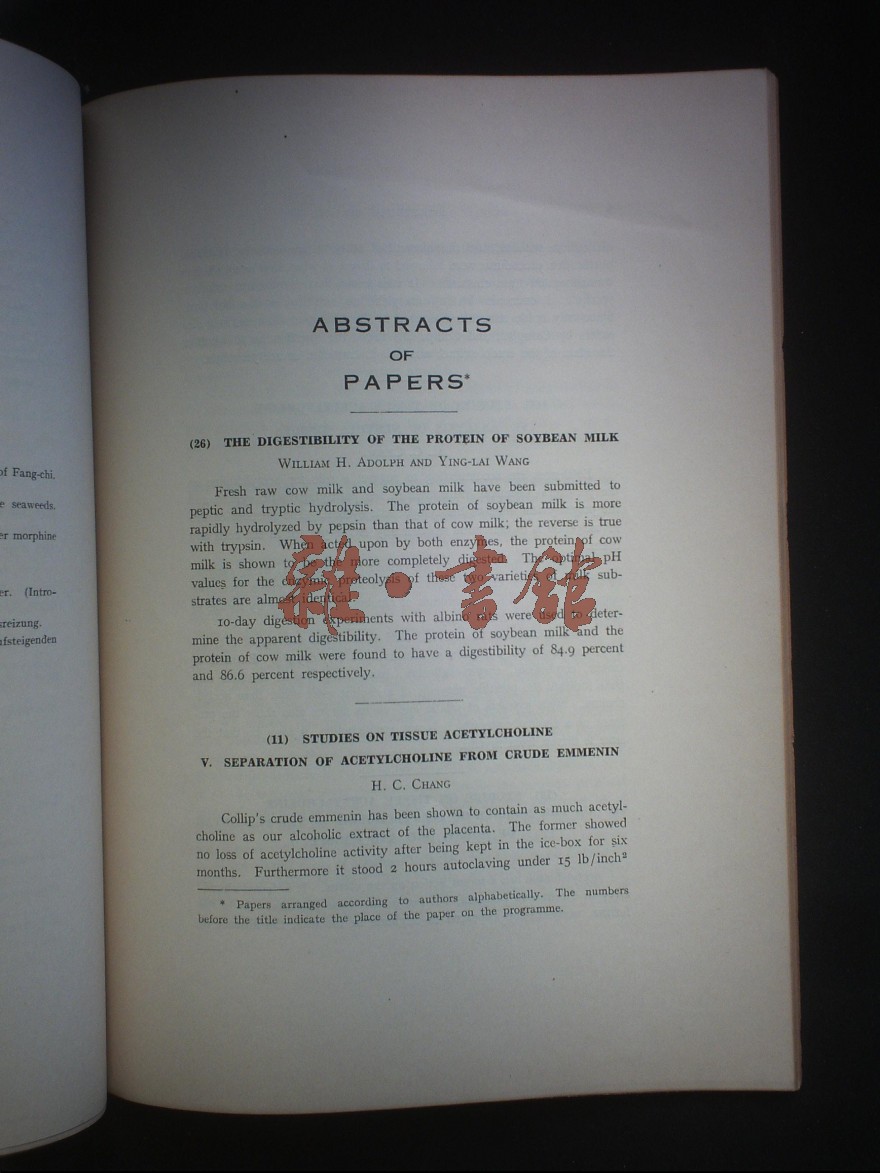 of Fang-chi.
e seaweeds.
er morphine
er. (Intro-
sreizung.
ufsteigenden
ABSTRACTS
OF
PAPERS*
(26) THE DIGESTIBILITY OF THE PROTEIN OF SOYBEAN MILK
WILLIAM H. ADOLPH AND YING-LAI WANG
Fresh raw cow milk and soybean milk have been submitted to
peptic and tryptic hydrolysis. The protein of soybean milk is more
rapidly hydrolyzed by pepsin than that of cow milk; the reverse is true
with trypsin. When acted upon by both enzymes, the protein of cow
milk is shown to be the more completely digested. The optimal pH
values for the enzymic proteolysis of these two varieties of milk sub-
strates are almost identical.
10-day digestion experiments with albino rats were used to deter-
mine the apparent digestibility. The protein of soybean milk and the
protein of cow milk were found to have a digestibility of 84.9 percent
and 86.6 percent respectively.
雜·書館
(11) STUDIES ON TISSUE ACETYLCHOLINE
V. SEPARATION OF ACETYLCHOLINE FROM CRUDE EMMENIN
H. C. CHANG
Collip's crude emmenin has been shown to contain as much acetyl-
choline as our alcoholic extract of the placenta. The former showed
no loss of acetylcholine activity after being kept in the ice-box for six
months. Furthermore it stood 2 hours autoclaving under 15 lb/inch²
* Papers arranged according to authors alphabetically. The numbers
before the title indicate the place of the paper on the programme.